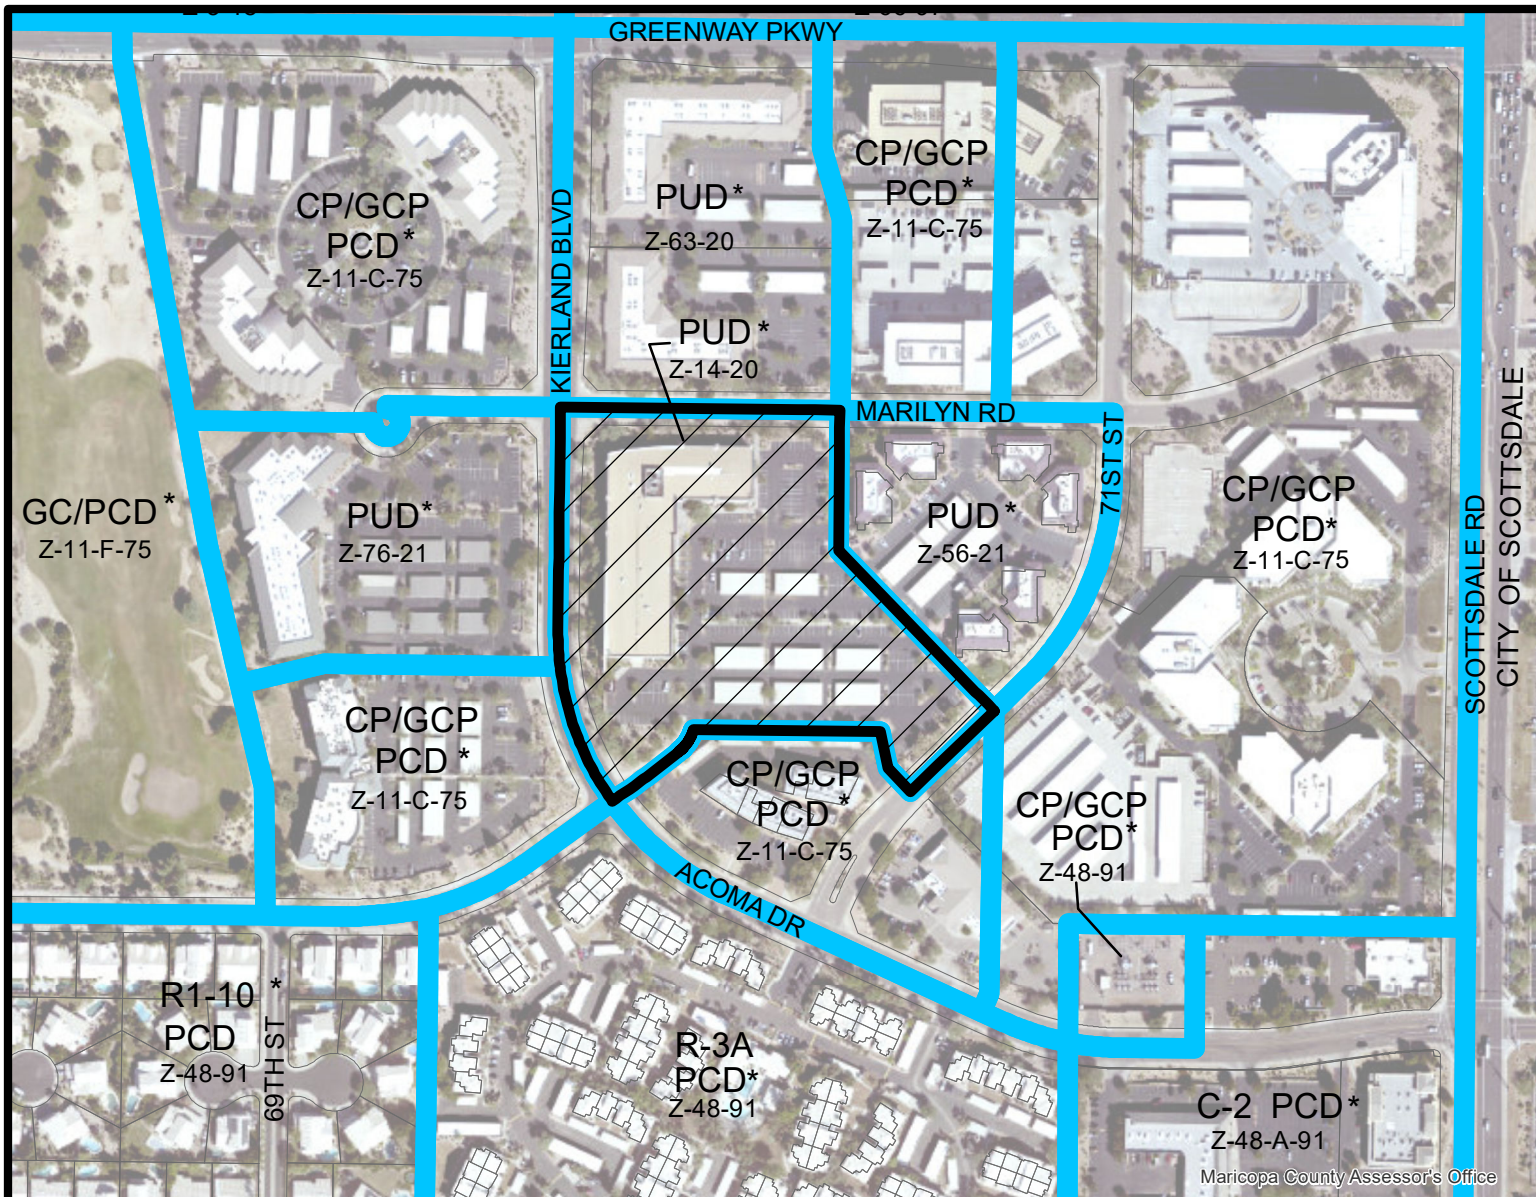 GREENWAY PKWY
CP/GCP
PCD*
Z-11-C-75
KIERLAND BLVD
PUD*
Z-63-20
CP/GCP
PCD*
Z-11-C-75
PUD*
Z-14-20
MARILYN RD
71ST ST
GC/PCD*
Z-11-F-75
PUD*
Z-76-21
PUD*
Z-56-21
CP/GCP
PCD*
Z-11-C-75
SCOTTSDALE RD
CITY OF SCOTTSDALE
CP/GCP
PCD*
Z-11-C-75
CP/GCP
PCD*
Z-11-C-75
CP/GCP
PCD*
Z-48-91
ACOMA DR
R1-10 *
PCD
Z-48-91
69TH ST
R-3A
PCD*
Z-48-91
C-2 PCD*
Z-48-A-91
Maricopa County Assessor's Office